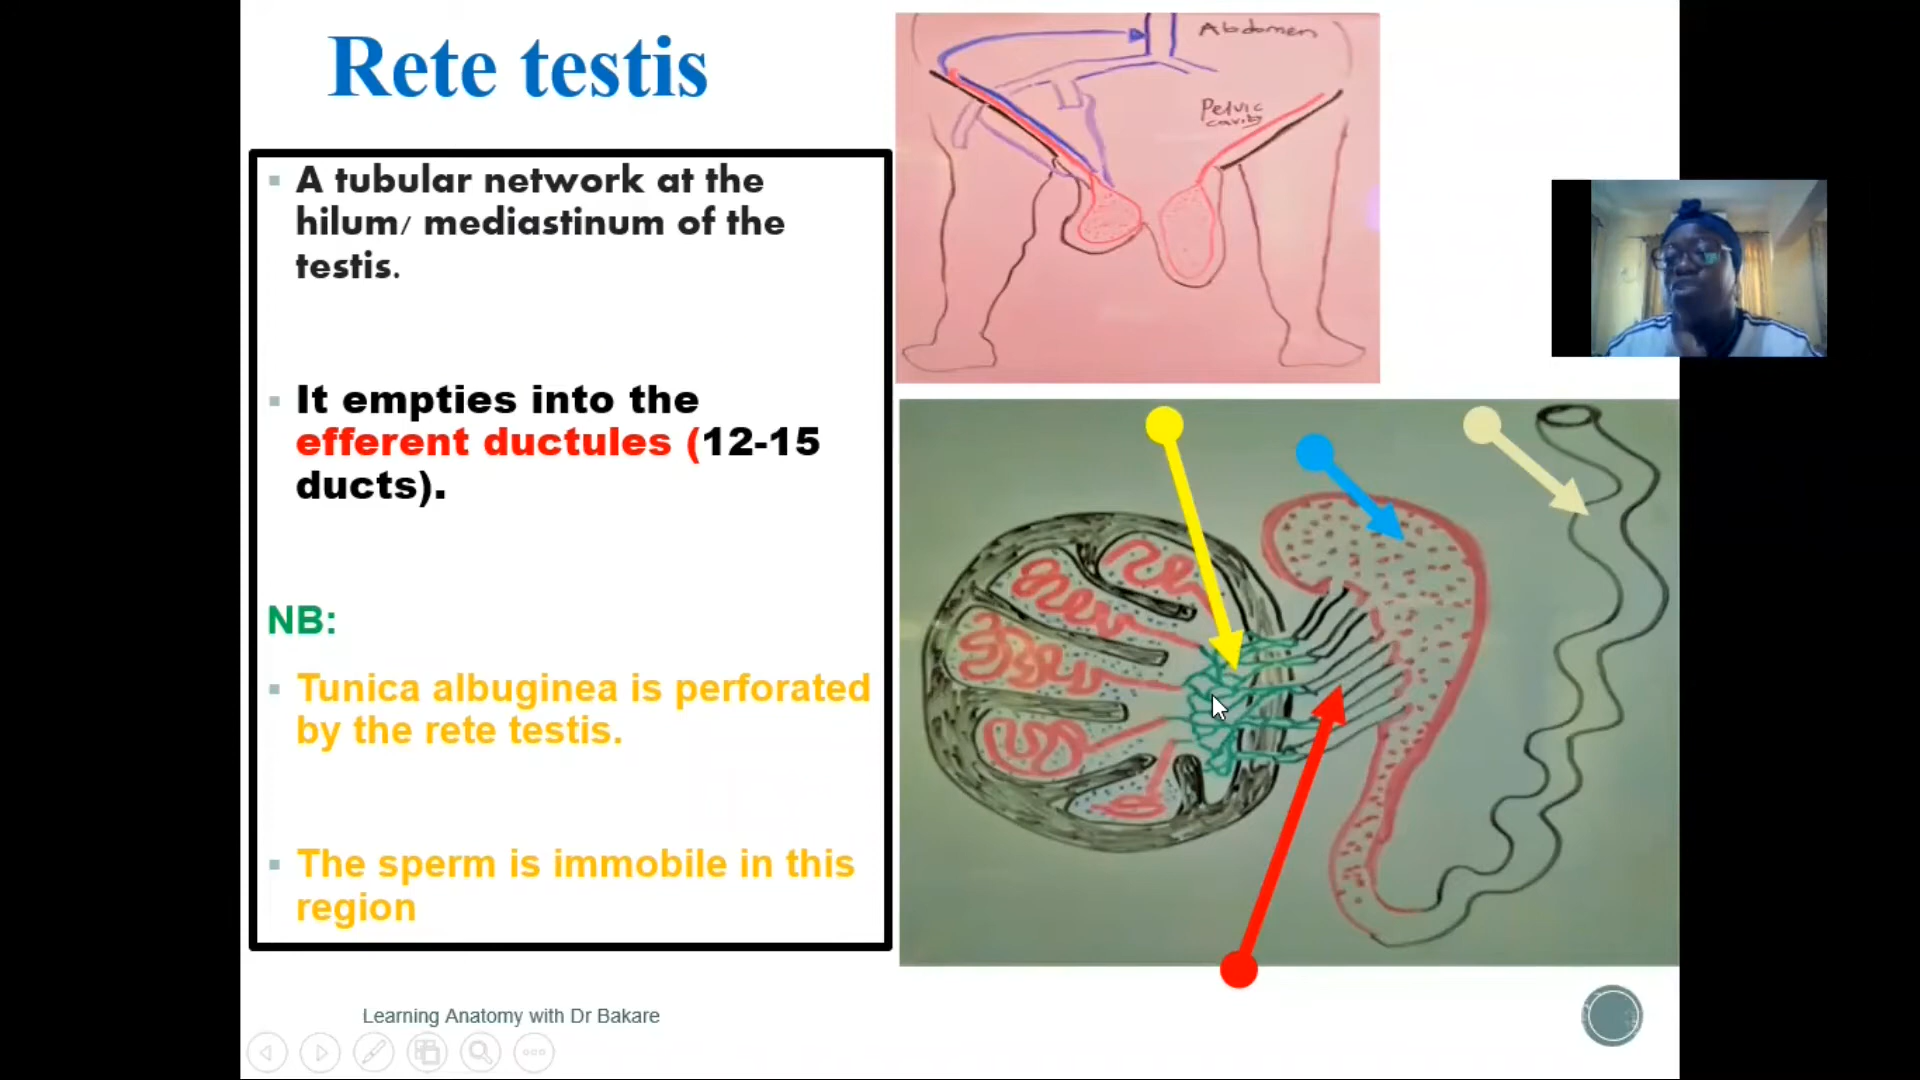 Rete testis
A tubular network at the
hilum/ mediastinum of the
testis.
It empties into the
efferent ductules (12-15
ducts).
NB:
Tunica albuginea is perforated
by the rete testis.
The sperm is immobile in this
region
Abdomen
Pelvic
cavity
Learning Anatomy with Dr Bakare